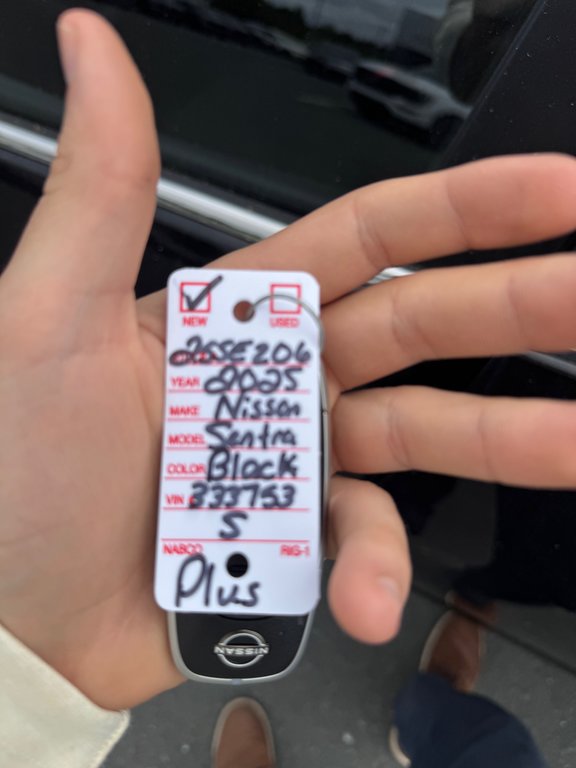 NEW USED
26SE206
YEAR 2025
MAKE Nissan
MODEL Sentra
COLOR Black
VIN 333753
S
NABCO RIG-1
Plus
NISSAN